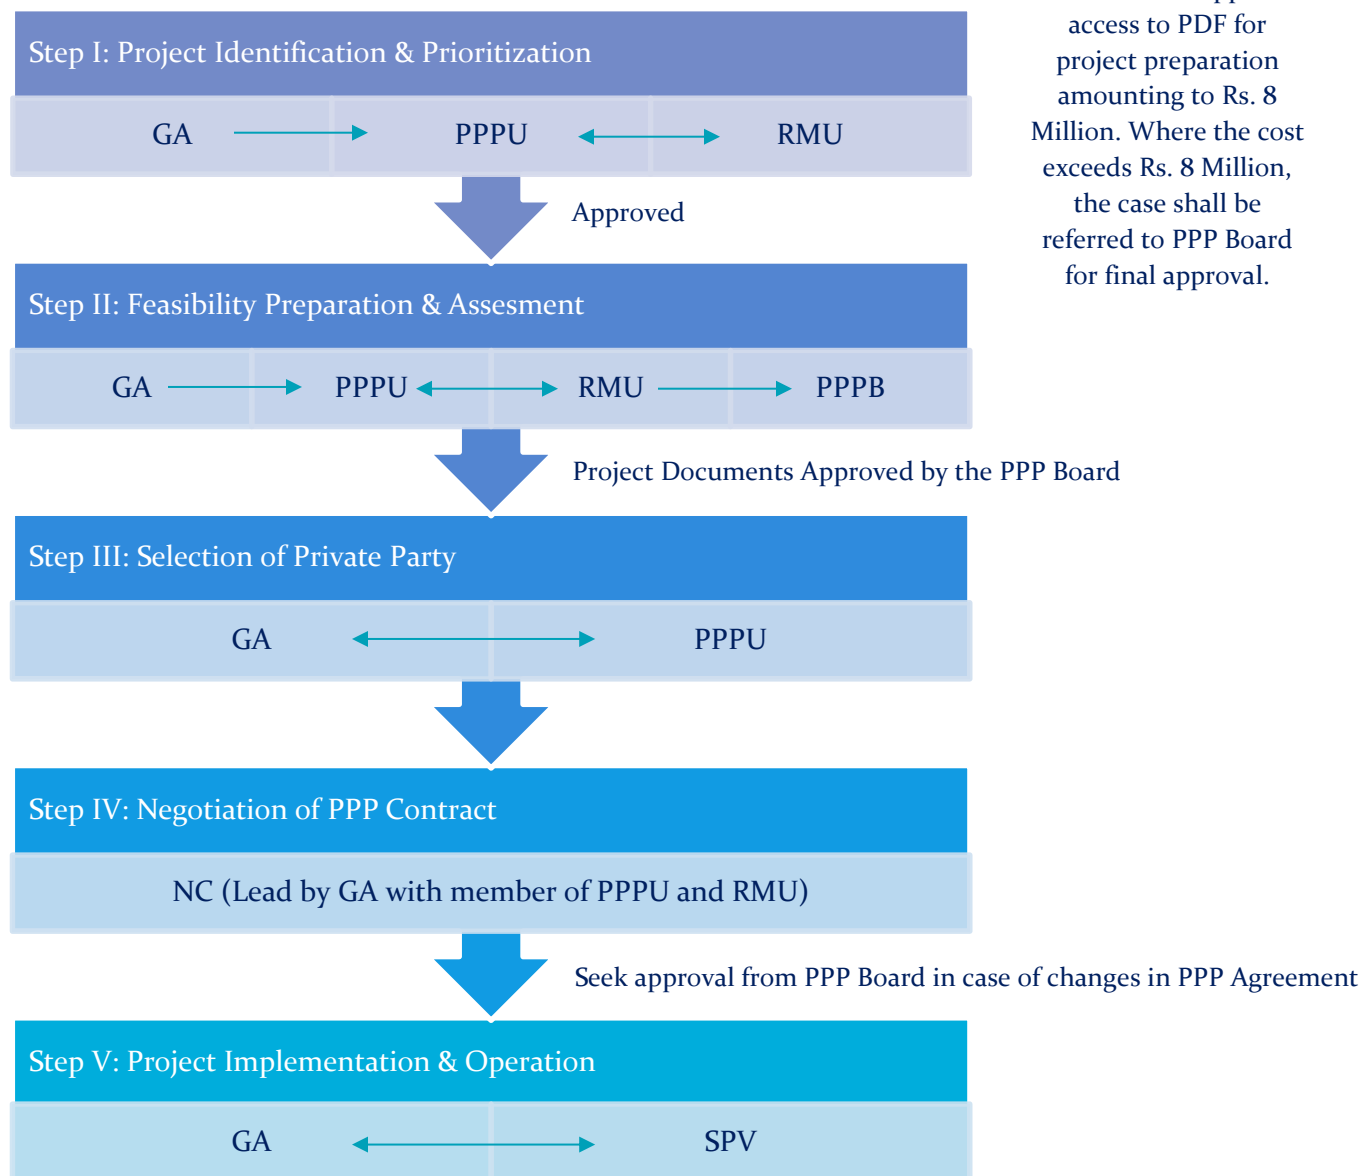 access to PDF for
project preparation
amounting to Rs. 8
Million. Where the cost
exceeds Rs. 8 Million,
the case shall be
referred to PPP Board
for final approval.
Step I: Project Identification & Prioritization
GA PPPU RMU
Approved
Step II: Feasibility Preparation & Assesment
GA PPPU RMU PPPB
Project Documents Approved by the PPP Board
Step III: Selection of Private Party
GA PPPU
Step IV: Negotiation of PPP Contract
NC (Lead by GA with member of PPPU and RMU)
Seek approval from PPP Board in case of changes in PPP Agreement
Step V: Project Implementation & Operation
GA SPV